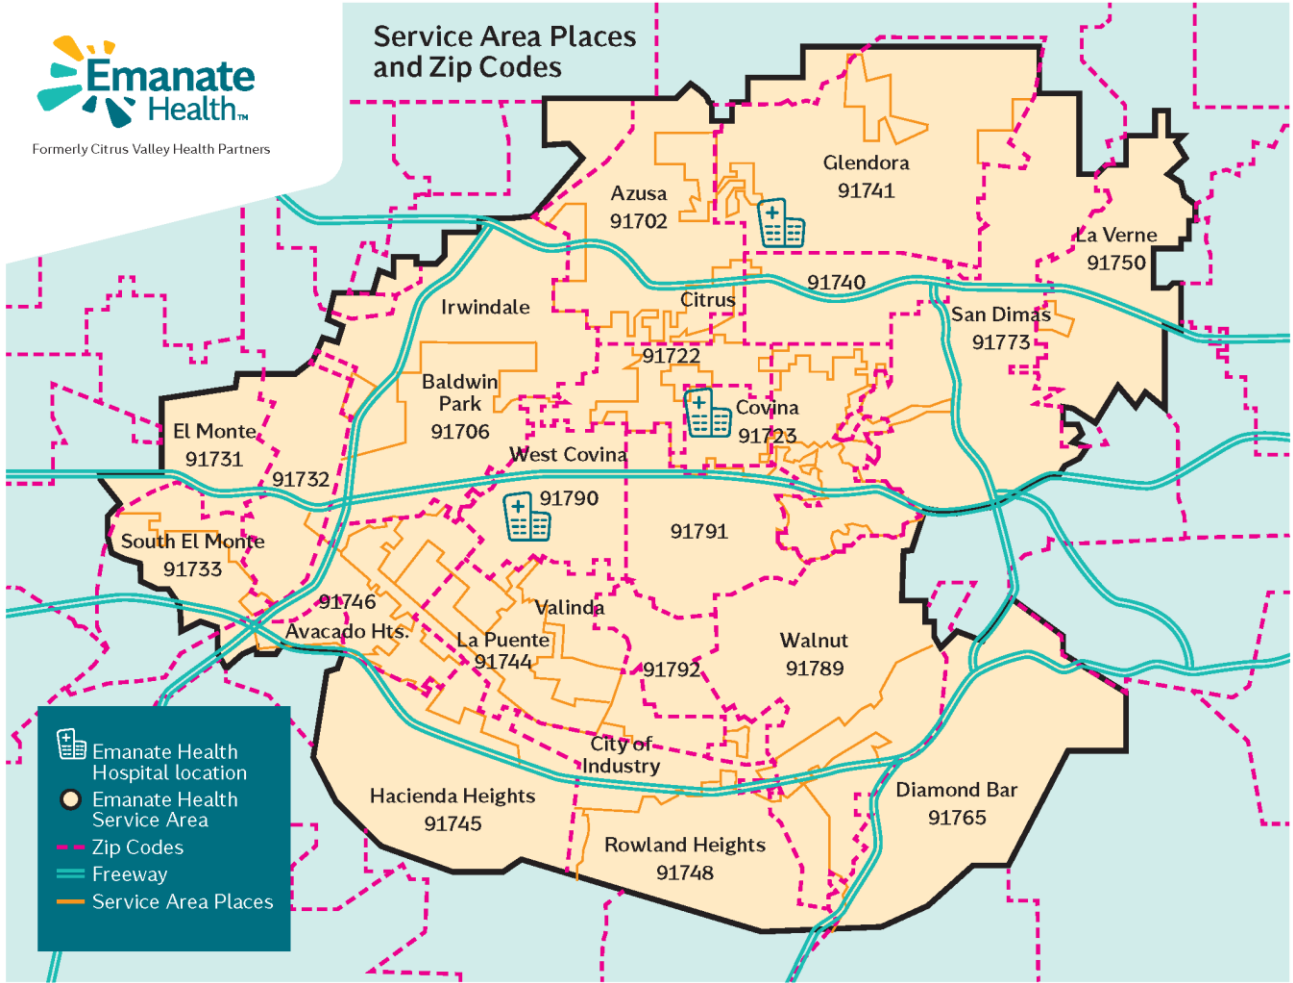 Emanate
Health™
Formerly Citrus Valley Health Partners
Service Area Places
and Zip Codes
Glendora
91741
Azusa
91702
La Verne
91750
91740
Citrus
Irwindale
San Dimas
91773
91722
Baldwin
Park
91706
Covina
91723
El Monte
91731
West Covina
91732
91790
91791
South El Monte
91733
91746
Avacado Hts.
Valinda
La Puente
91744
Walnut
91789
91792
City of
Industry
Hacienda Heights
91745
Diamond Bar
91765
Rowland Heights
91748
Emanate Health
Hospital location
Emanate Health
Service Area
Zip Codes
Freeway
Service Area Places